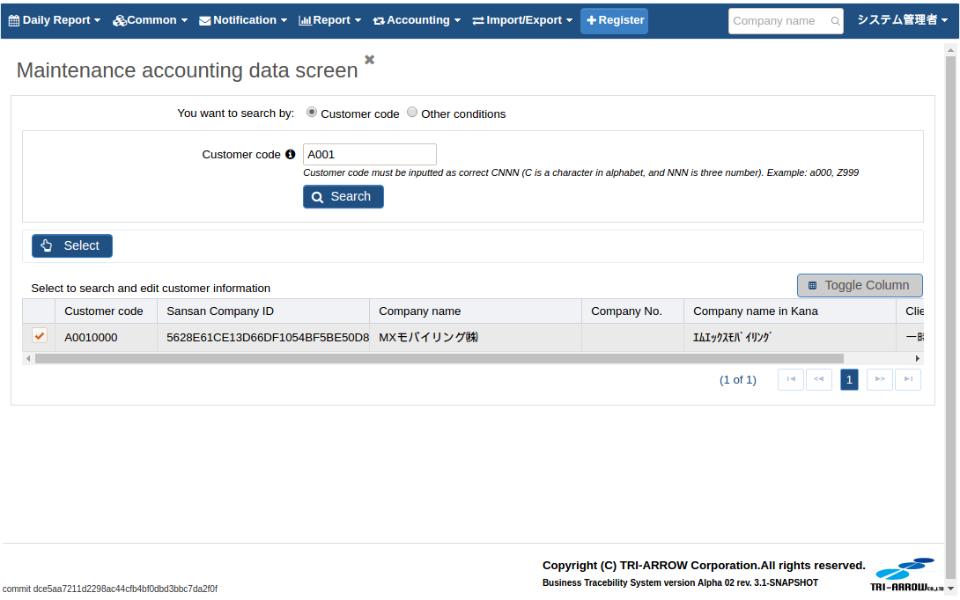 Daily Report Common Notification Report Accounting Import/Export Register Company name システム管理者
Maintenance accounting data screen
You want to search by: Customer code Other conditions
Customer code A001
Customer code must be inputted as correct CNNN (C is a character in alphabet, and NNN is three number). Example: a000, Z999
Search
Select
Toggle Column
Select to search and edit customer information
Customer code Sansan Company ID Company name Company No. Company name in Kana Clie
A0010000 5628E61CE13D66DF1054BF5BE50D8 MXモバイリング㈱ ｴﾑｴｯｸｽﾓﾊﾞｲﾘﾝｸﾞ 一時
(1 of 1) 1
Copyright (C) TRI-ARROW Corporation.All rights reserved.
Business Tracebility System version Alpha 02 rev. 3.1-SNAPSHOT
TRI-ARROW CO.,LTD
commit dce5aa7211d2298ac44cfb4bf0dbd3bbc7da2f0f